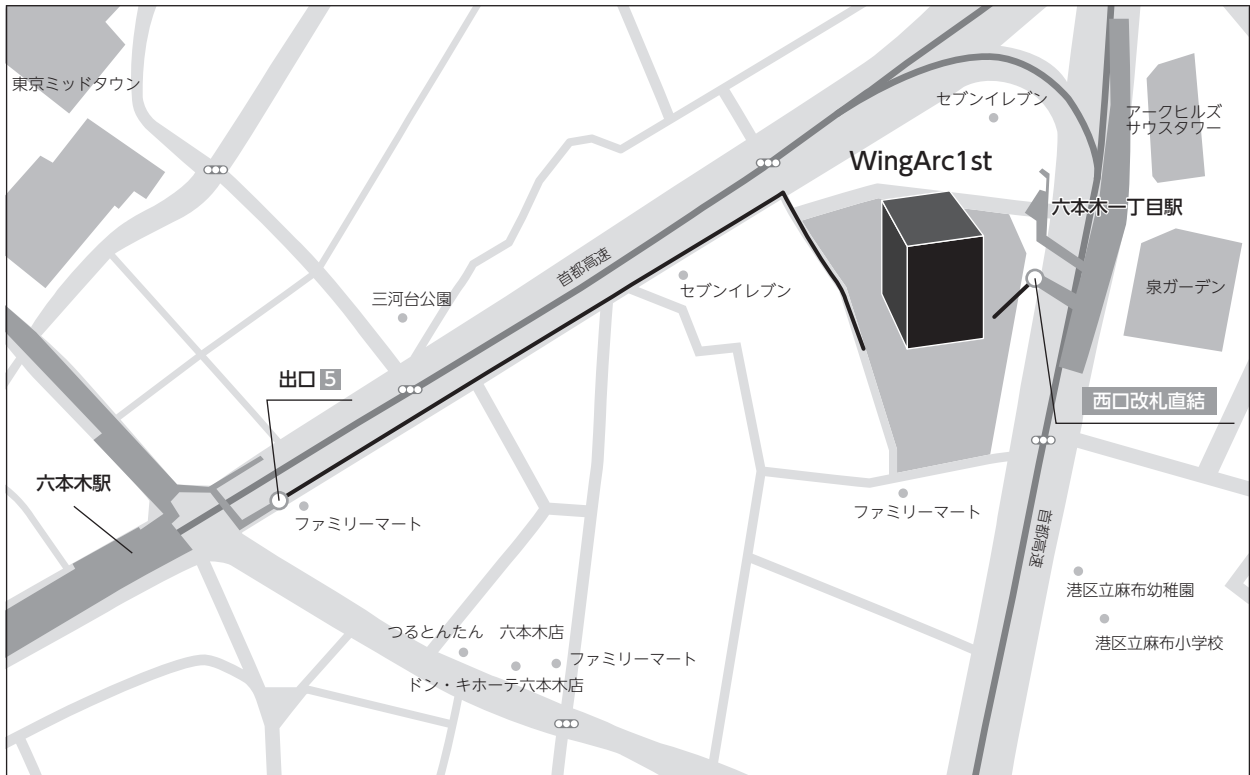 東京ミッドタウン
セブンイレブン
アークヒルズ
サウスタワー
WingArc1st
六本木一丁目駅
首都高速
セブンイレブン
泉ガーデン
三河台公園
出口 5
西口改札直結
六本木駅
ファミリーマート
ファミリーマート
首都高速
港区立麻布幼稚園
つるとんたん 六本木店
港区立麻布小学校
ファミリーマート
ドン・キホーテ六本木店